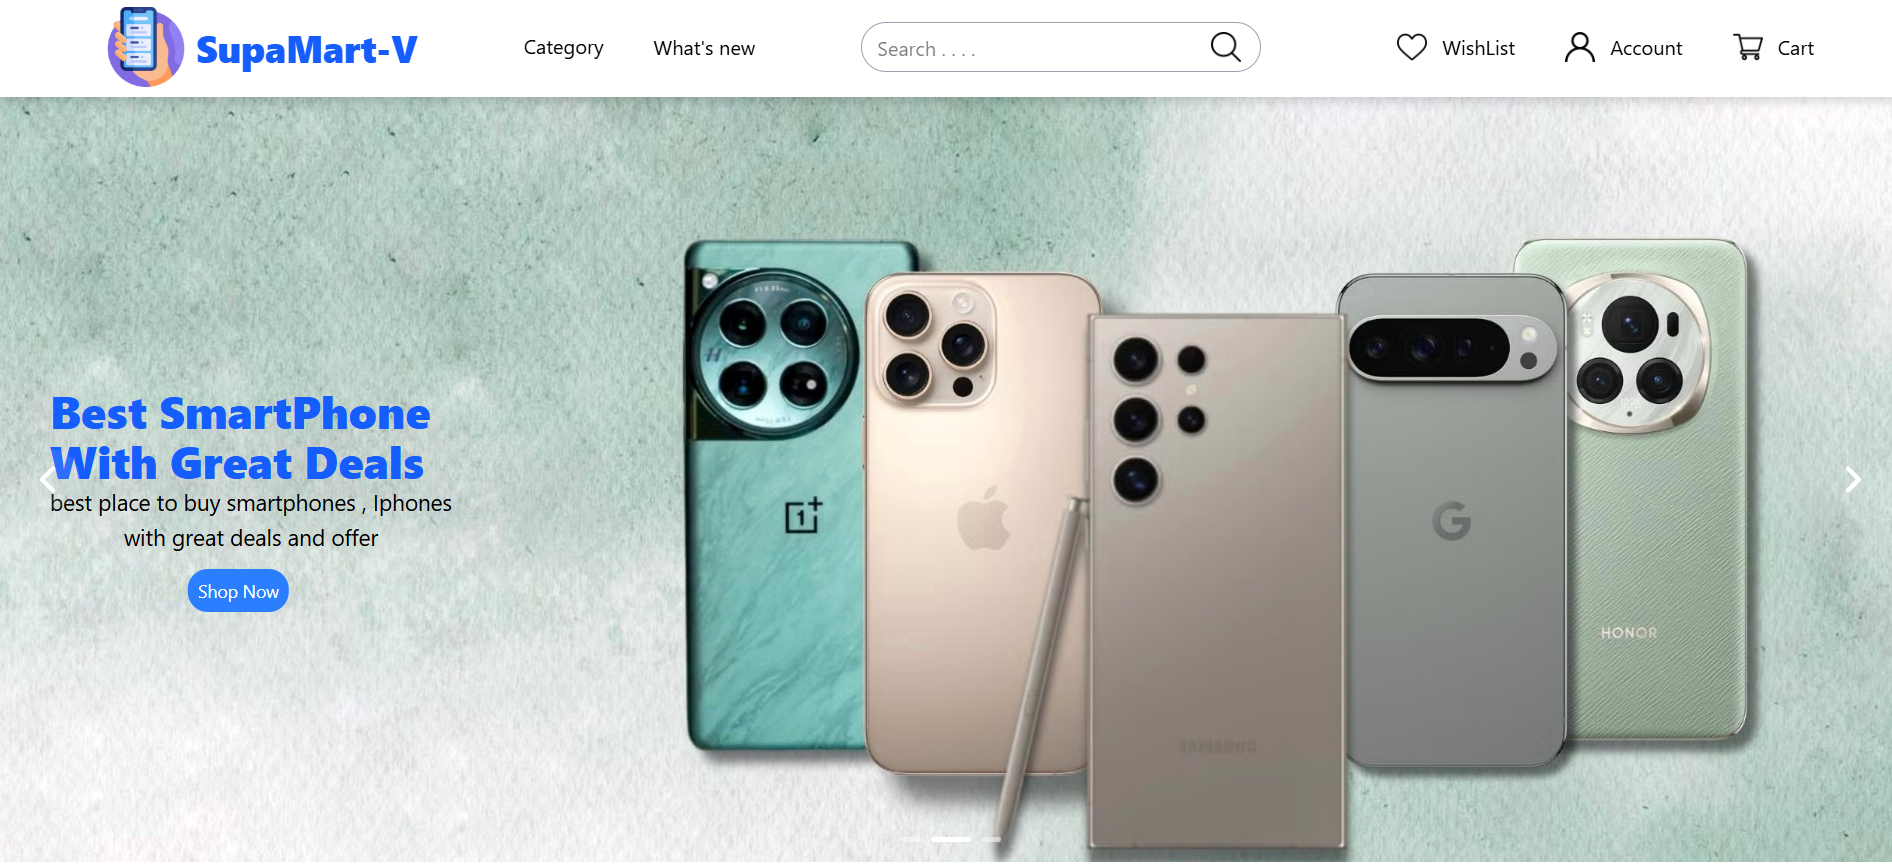 SupaMart-V
Category
What's new
Search . . . .
WishList
Account
Cart
Best SmartPhone
With Great Deals
best place to buy smartphones , Iphones
with great deals and offer
Shop Now
SAMSUNG
HONOR